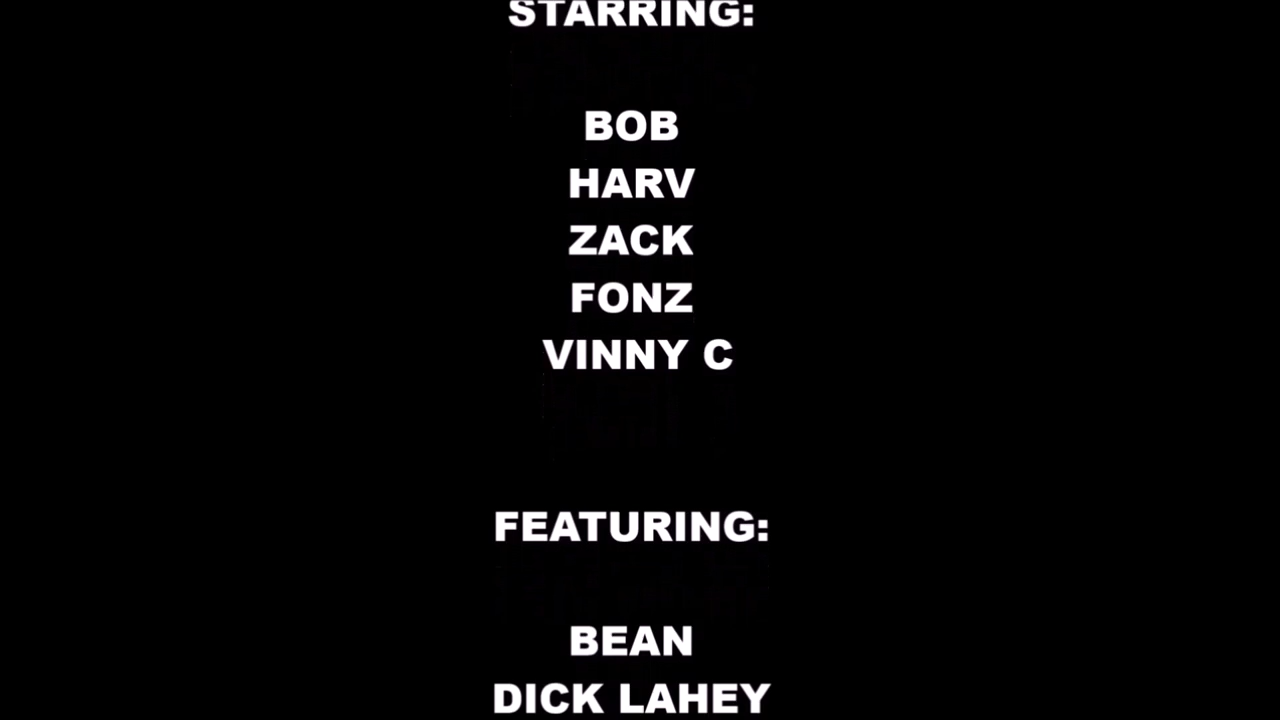 STARRING:
BOB
HARV
ZACK
FONZ
VINNY C
FEATURING:
BEAN
DICK LAHEY